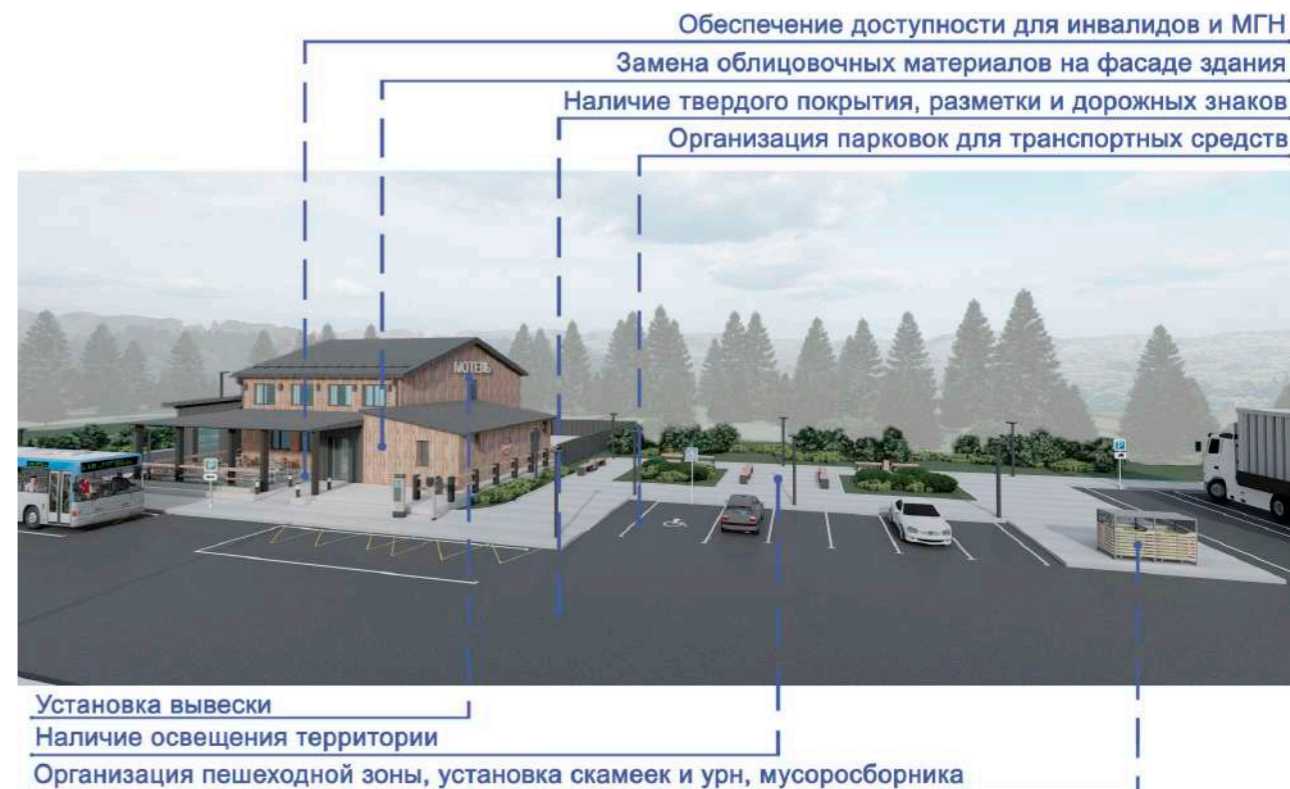 Обеспечение доступности для инвалидов и МГН
Замена облицовочных материалов на фасаде здания
Наличие твердого покрытия, разметки и дорожных знаков
Организация парковок для транспортных средств
МОТЕЛЬ
P
P
Установка вывески
Наличие освещения территории
Организация пешеходной зоны, установка скамеек и урн, мусоросборника